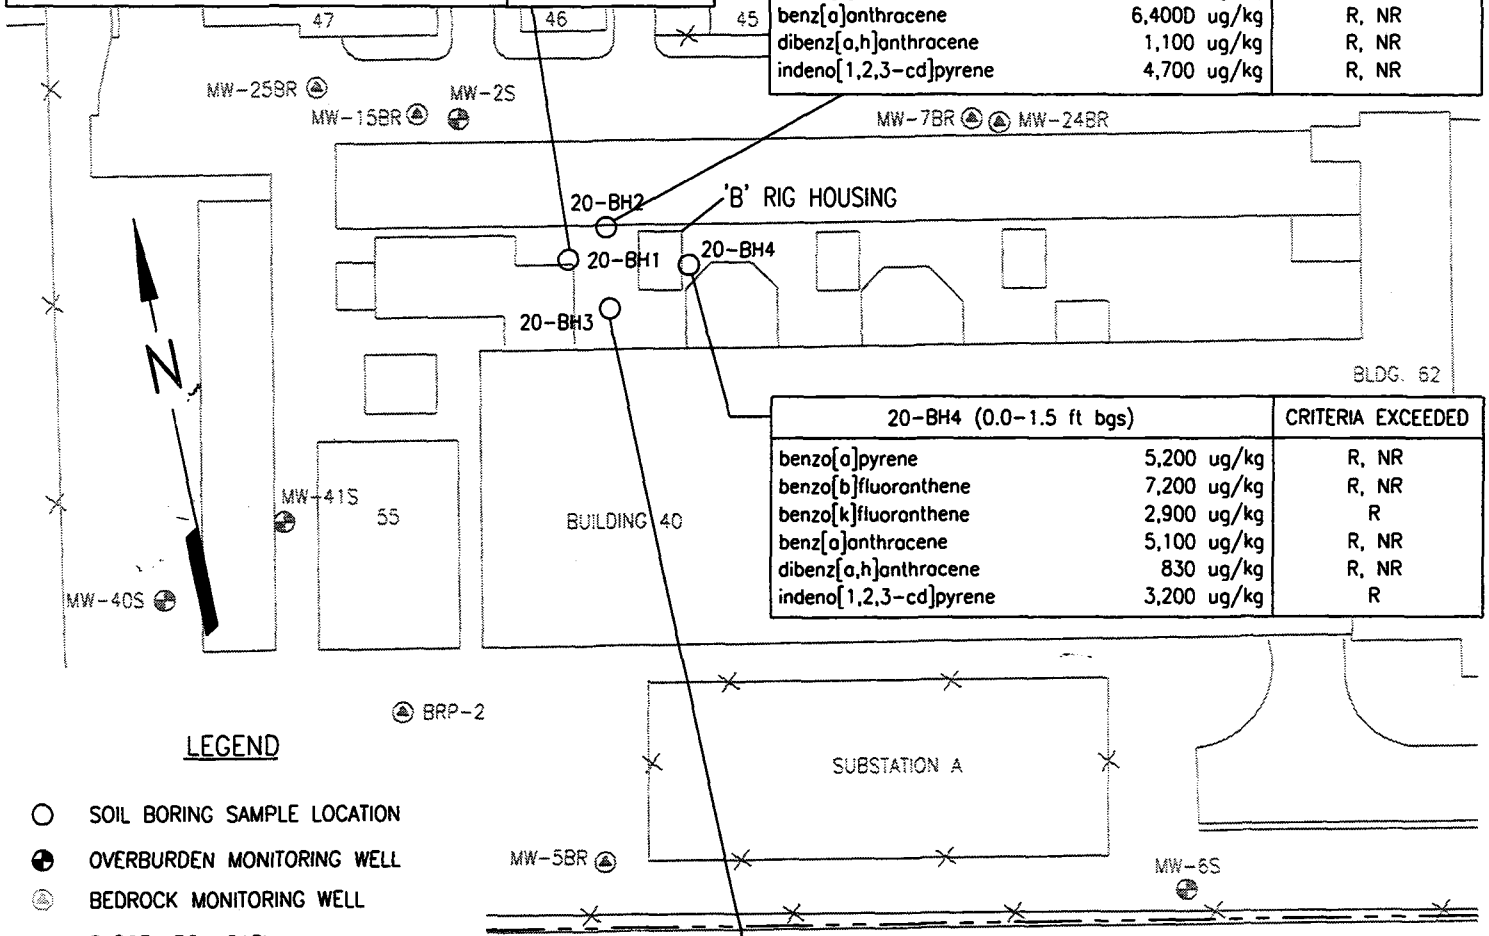 47
46
45
benz[a]anthracene 6,400D ug/kg R, NR
dibenz[a,h]anthracene 1,100 ug/kg R, NR
indeno[1,2,3-cd]pyrene 4,700 ug/kg R, NR
MW-25BR
MW-2S
MW-15BR
MW-7BR
MW-24BR
20-BH2
'B' RIG HOUSING
20-BH1
20-BH4
20-BH3
N
BLDG. 62
20-BH4 (0.0-1.5 ft bgs) CRITERIA EXCEEDED
benzo[a]pyrene 5,200 ug/kg R, NR
benzo[b]fluoranthene 7,200 ug/kg R, NR
benzo[k]fluoranthene 2,900 ug/kg R
benz[a]anthracene 5,100 ug/kg R, NR
dibenz[a,h]anthracene 830 ug/kg R, NR
indeno[1,2,3-cd]pyrene 3,200 ug/kg R
MW-41S
55
BUILDING 40
MW-40S
BRP-2
LEGEND
SUBSTATION A
SOIL BORING SAMPLE LOCATION
OVERBURDEN MONITORING WELL
BEDROCK MONITORING WELL
MW-5BR
MW-6S